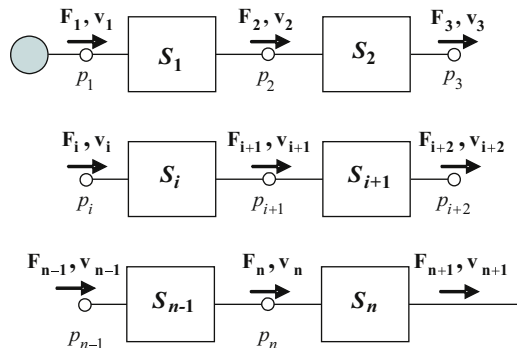 F₁, v₁ F₂, v₂ F₃, v₃
S₁ S₂
p₁ p₂ p₃
Fᵢ, vᵢ Fᵢ₊₁, vᵢ₊₁ Fᵢ₊₂, vᵢ₊₂
Sᵢ Sᵢ₊₁
pᵢ pᵢ₊₁ pᵢ₊₂
Fₙ₋₁, vₙ₋₁ Fₙ, vₙ Fₙ₊₁, vₙ₊₁
Sₙ₋₁ Sₙ
pₙ₋₁ pₙ